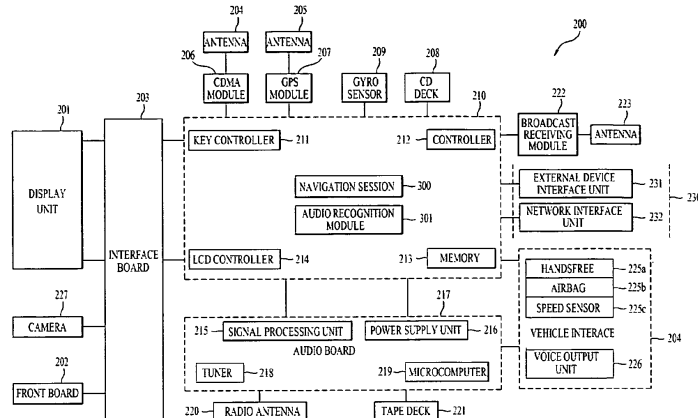 204 205
ANTENNA ANTENNA 209 208 200
206 207
CDMA MODULE GPS MODULE GYRO SENSOR CD DECK
201 203 210 222 223
BROADCAST RECEIVING MODULE ANTENNA
KEY CONTROLLER 211 212 CONTROLLER
DISPLAY UNIT
NAVIGATION SESSION 300 EXTERNAL DEVICE INTERFACE UNIT 231 230
AUDIO RECOGNITION MODULE 301 NETWORK INTERFACE UNIT 232
INTERFACE BOARD
LCD CONTROLLER 214 213 MEMORY
HANDSFREE 225a
AIRBAG 225b
SPEED SENSOR 225c
227 217
CAMERA
215 SIGNAL PROCESSING UNIT POWER SUPPLY UNIT 216
VEHICLE INTERACE 204
AUDIO BOARD
VOICE OUTPUT UNIT 226
202
FRONT BOARD
TUNER 218 219 MICROCOMPUTER
220 RADIO ANTENNA TAPE DECK 221